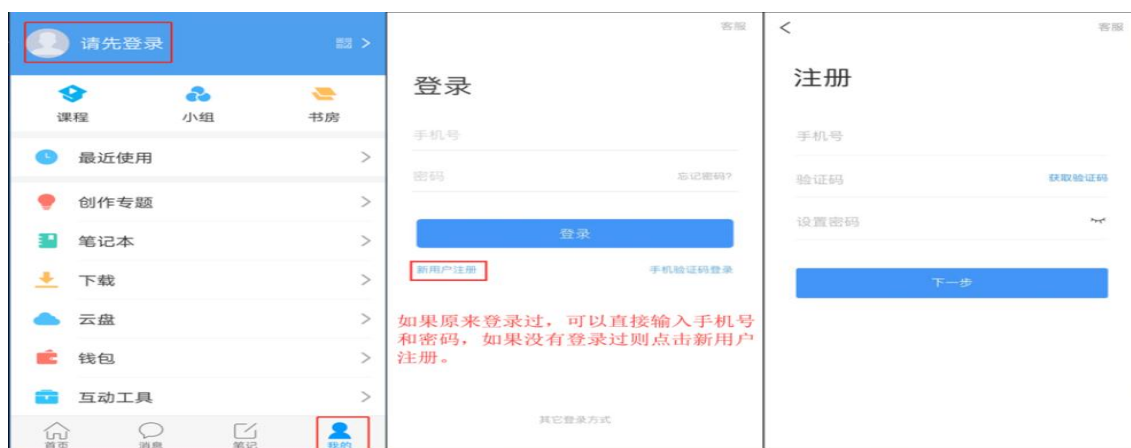 请先登录
课程
小组
书房
最近使用
创作专题
笔记本
下载
云盘
钱包
互动工具
首页
消息
笔记
我的
客服
登录
手机号
密码
忘记密码?
登录
新用户注册
手机验证码登录
如果原来登录过，可以直接输入手机号
和密码，如果没有登录过则点击新用户
注册。
其它登录方式
客服
注册
手机号
验证码
获取验证码
设置密码
下一步